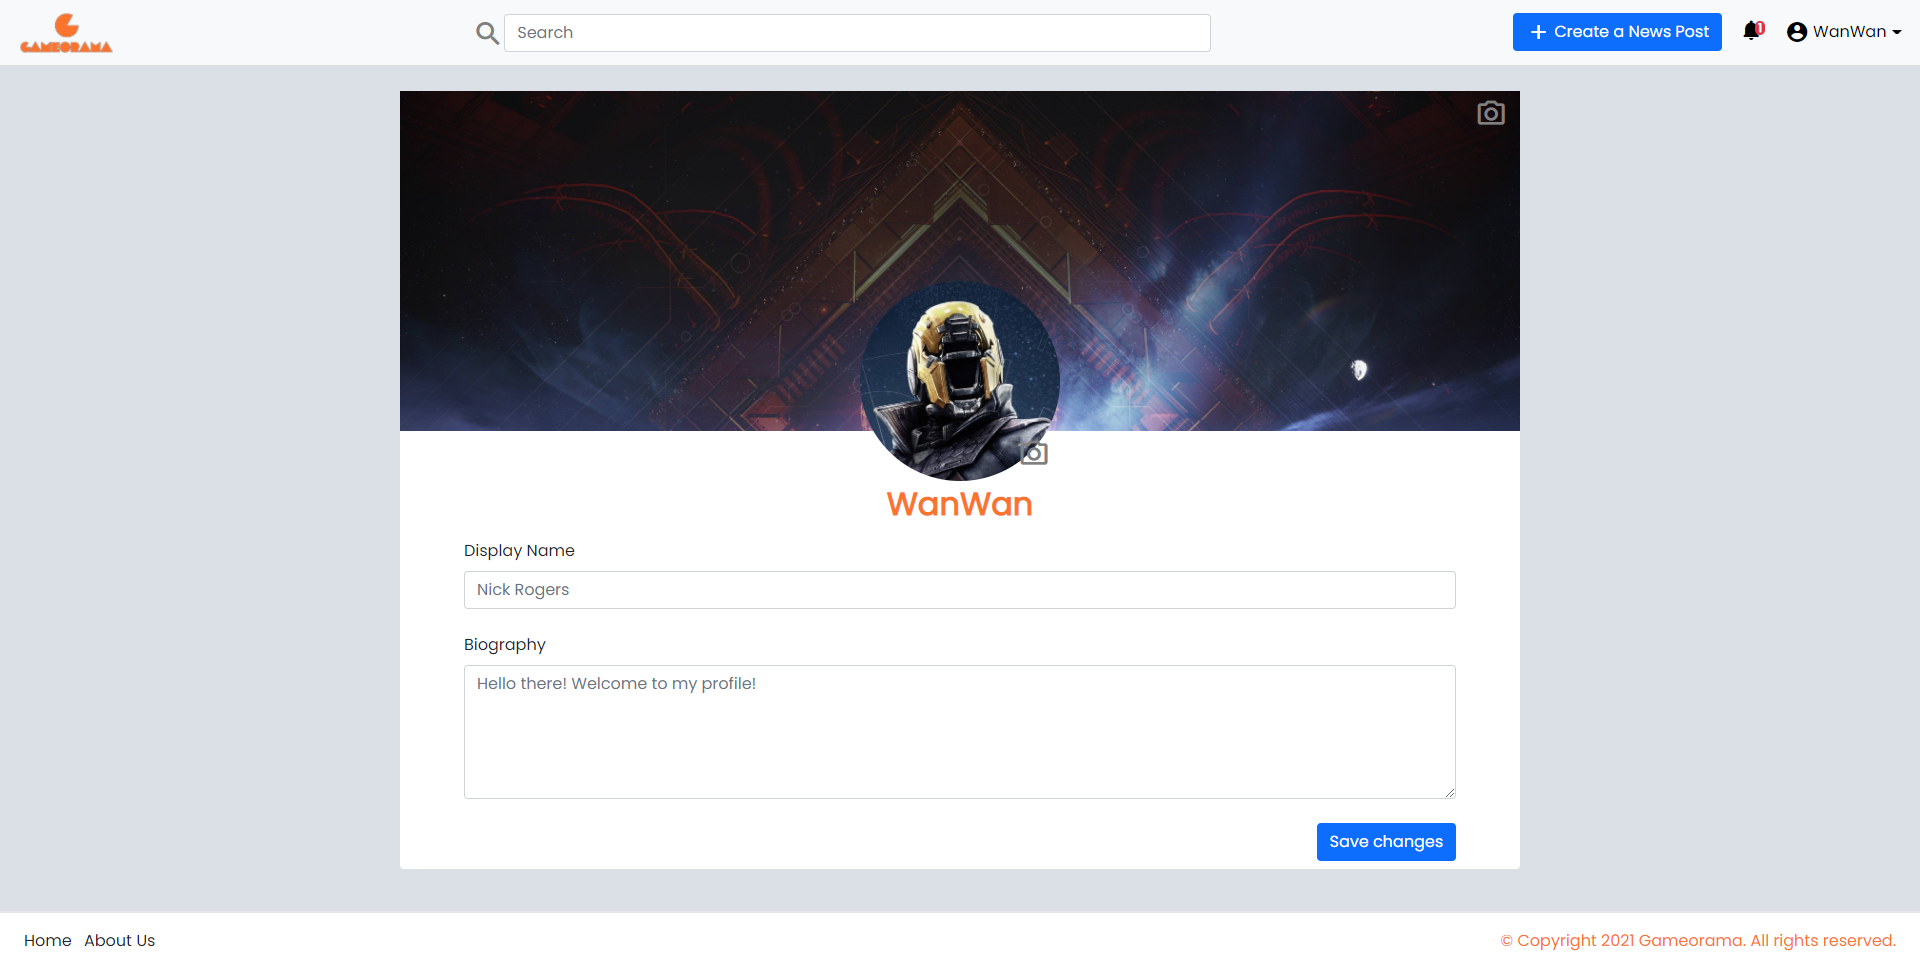 GAMEORAMA
Search
Create a News Post
1
WanWan
WanWan
Display Name
Nick Rogers
Biography
Hello there! Welcome to my profile!
Save changes
Home About Us
© Copyright 2021 Gameorama. All rights reserved.